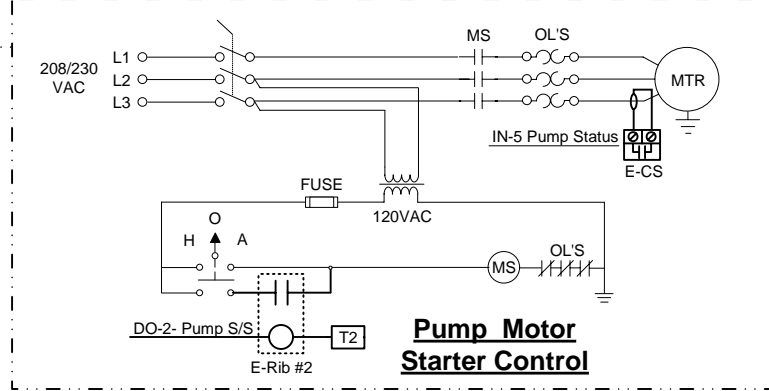 MS
OL'S
208/230
VAC
L1
L2
L3
MTR
IN-5 Pump Status
E-CS
FUSE
120VAC
H
O
A
MS
OL'S
DO-2- Pump S/S
T2
E-Rib #2
Pump Motor
Starter Control